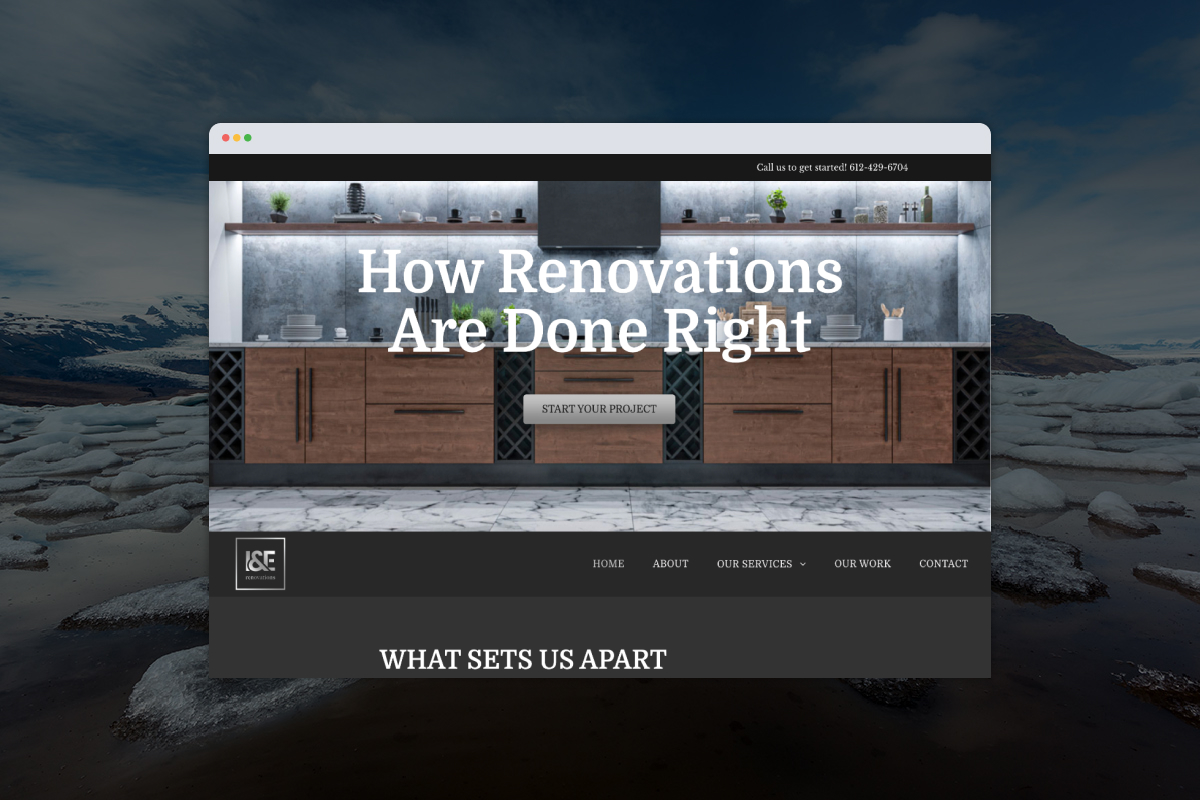 Call us to get started! 612-429-6704
How Renovations
Are Done Right
START YOUR PROJECT
I&E
renovations
HOME ABOUT OUR SERVICES OUR WORK CONTACT
WHAT SETS US APART